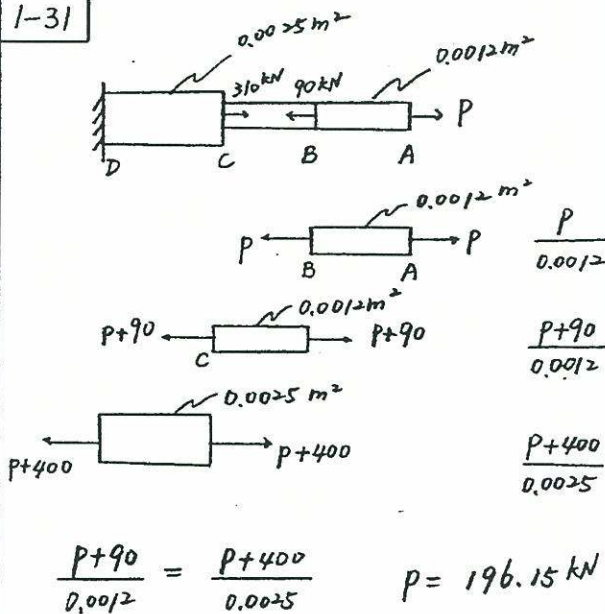 1-31
0.0025 m²
0.0012 m²
310 kN
90 kN
P
D
C
B
A
0.0012 m²
P
P
B
A
P
0.0012
0.0012 m²
P+90
P+90
C
P+90
0.0012
0.0025 m²
P+400
P+400
P+400
0.0025
P+90 / 0.0012 = P+400 / 0.0025 P = 196.15 kN